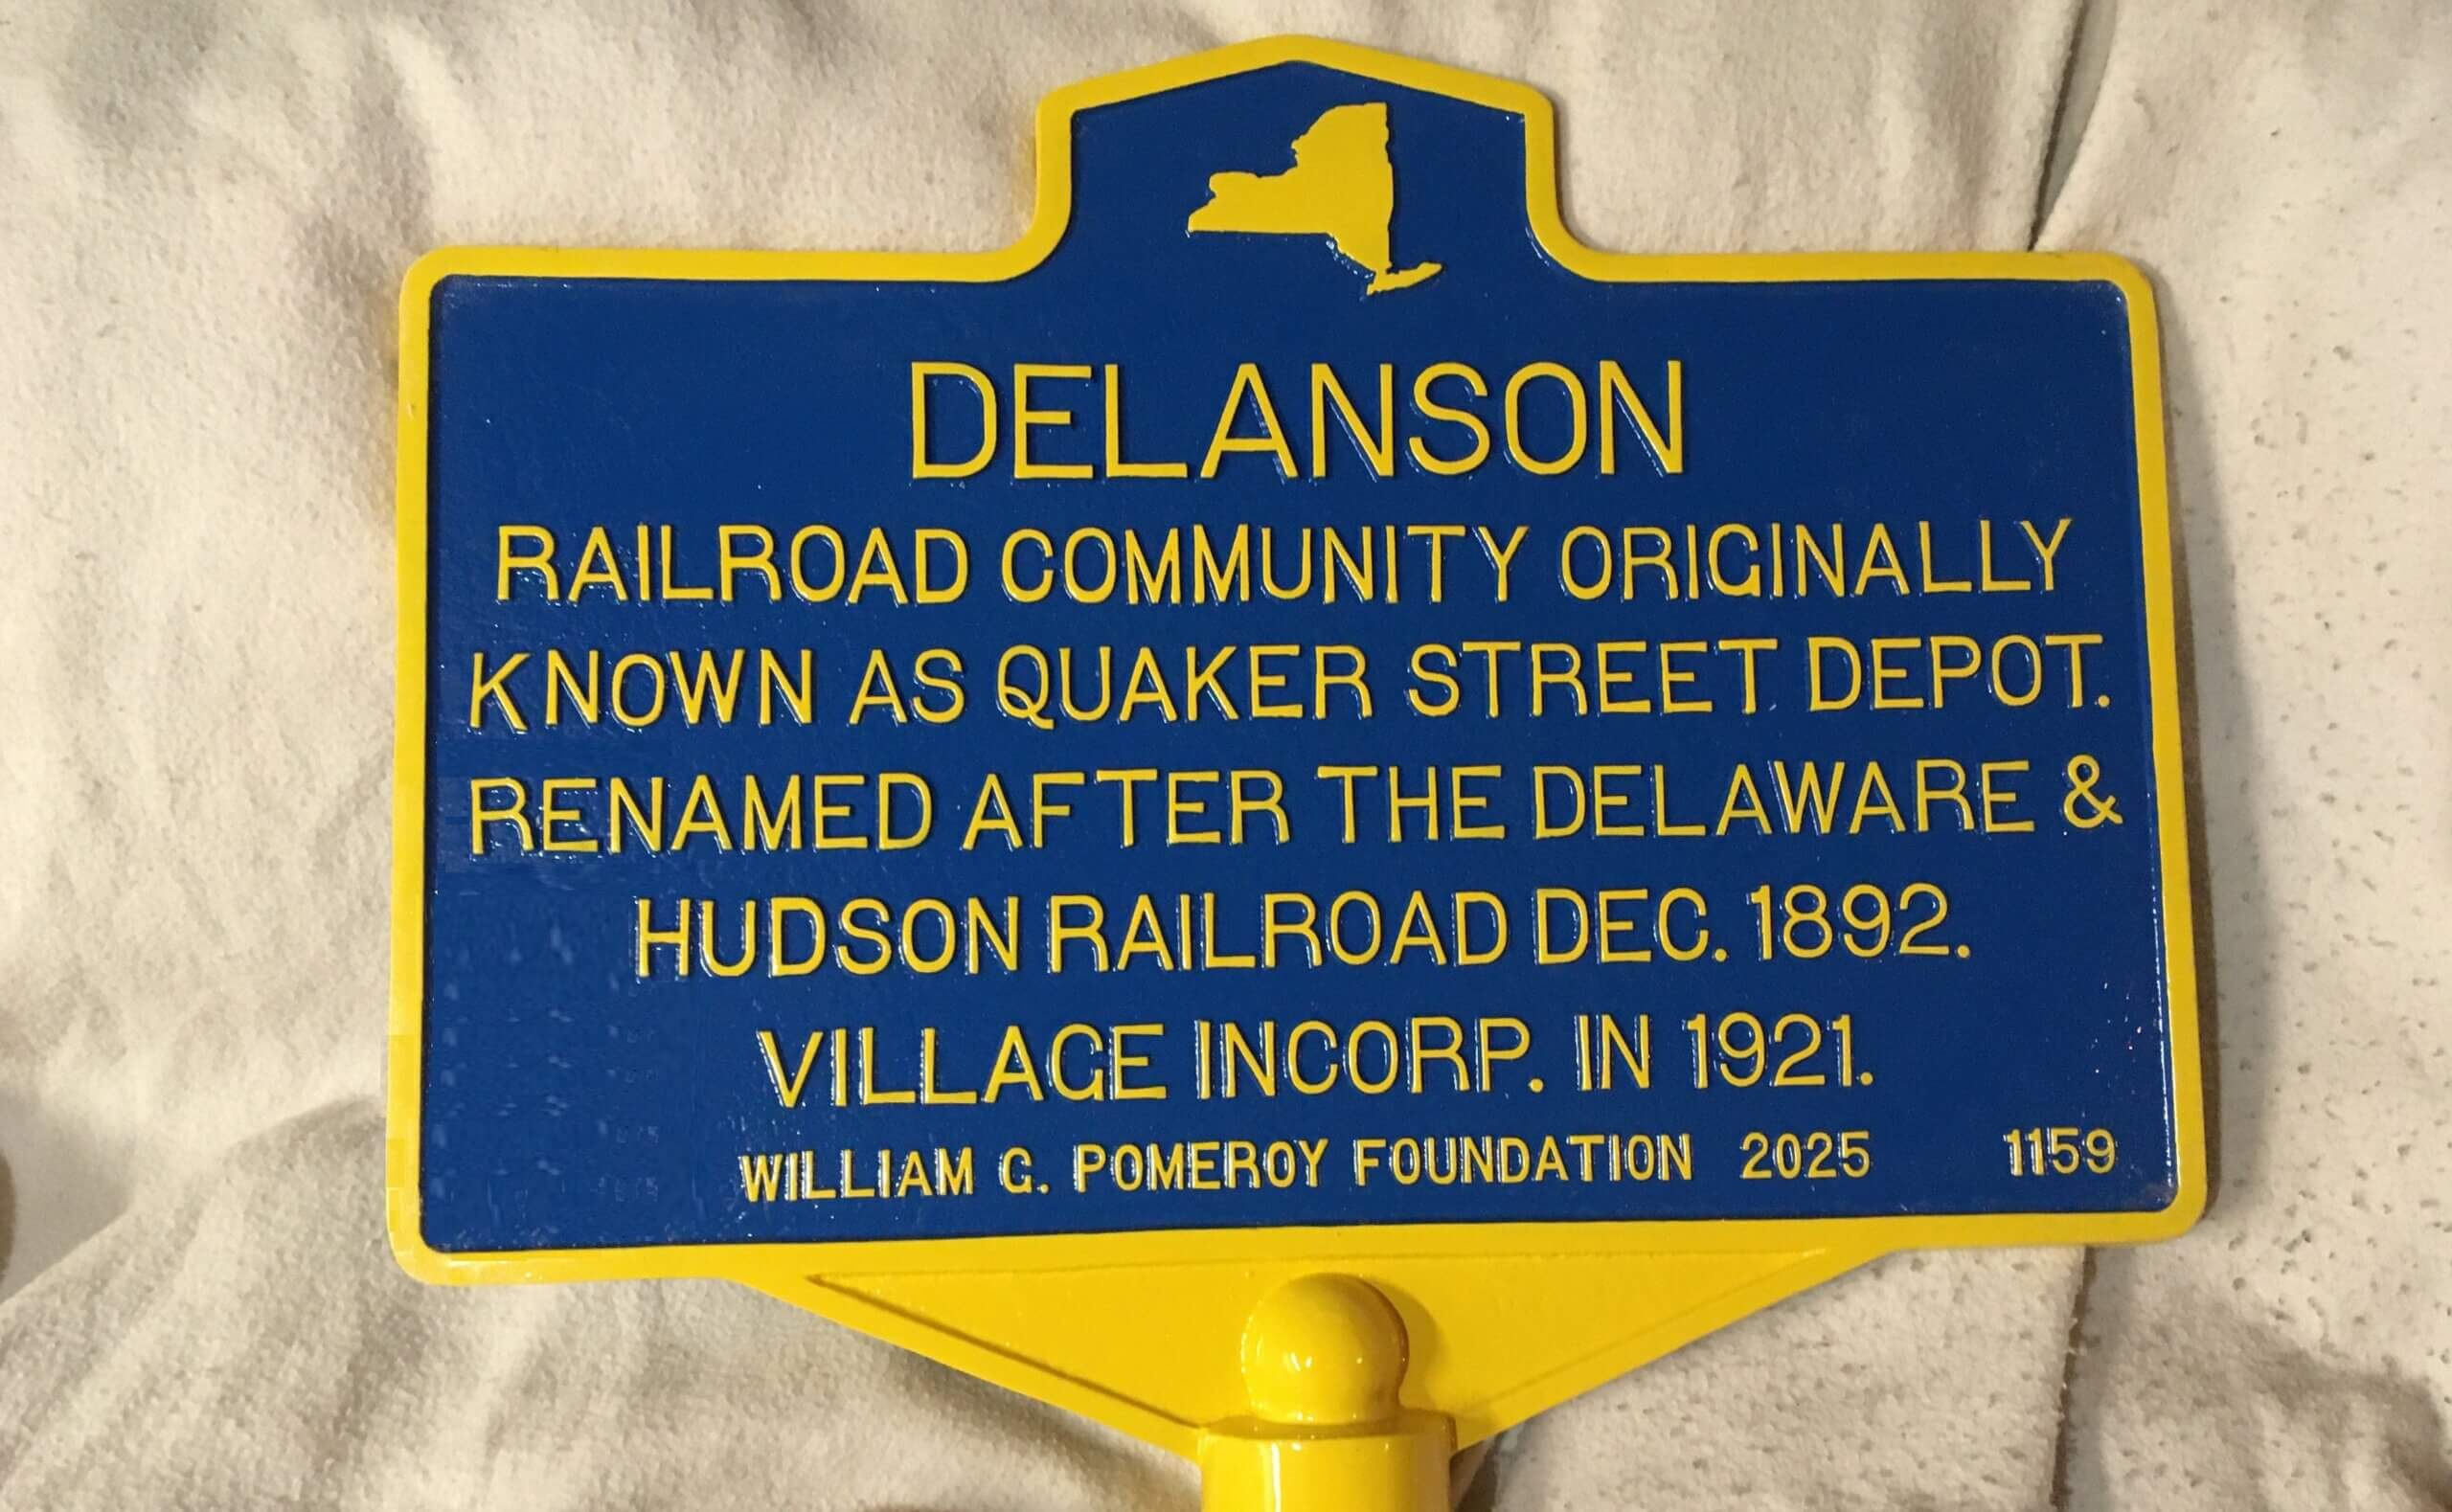 DELANSON
RAILROAD COMMUNITY ORIGINALLY
KNOWN AS QUAKER STREET DEPOT.
RENAMED AFTER THE DELAWARE &
HUDSON RAILROAD DEC. 1892.
VILLAGE INCORP. IN 1921.
WILLIAM G. POMEROY FOUNDATION 2025 1159